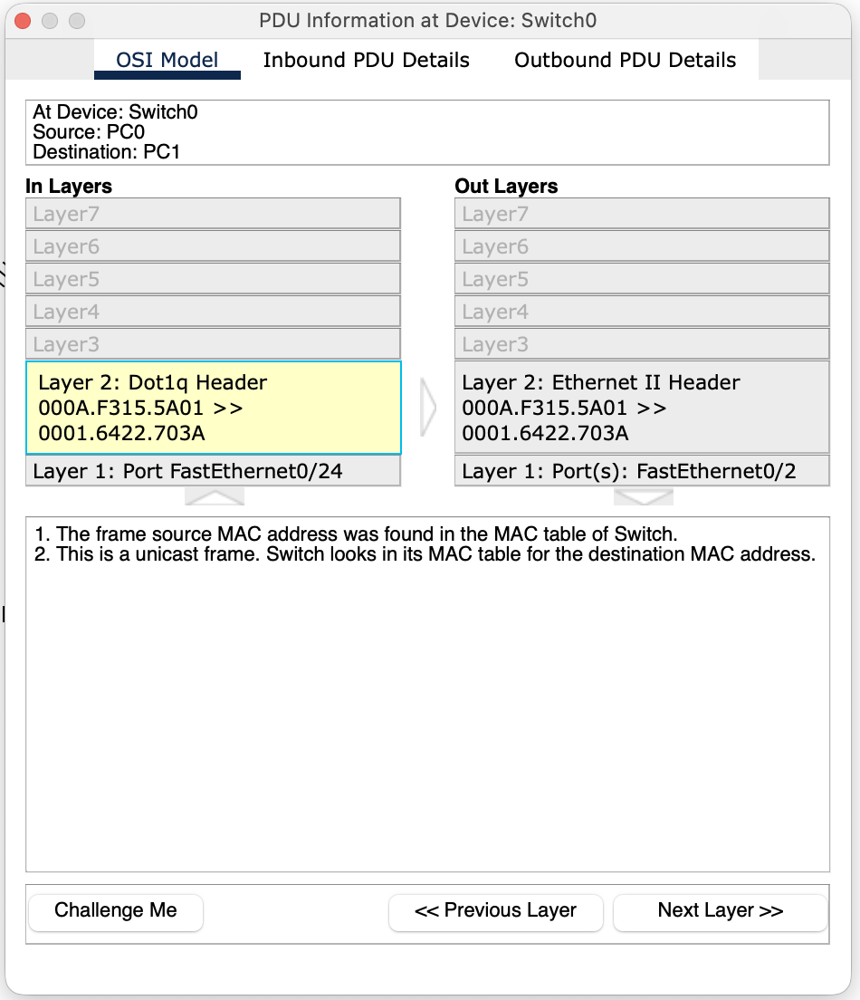 PDU Information at Device: Switch0
OSI Model
Inbound PDU Details
Outbound PDU Details
At Device: Switch0
Source: PC0
Destination: PC1
In Layers
Layer7
Layer6
Layer5
Layer4
Layer3
Layer 2: Dot1q Header
000A.F315.5A01 >>
0001.6422.703A
Layer 1: Port FastEthernet0/24
Out Layers
Layer7
Layer6
Layer5
Layer4
Layer3
Layer 2: Ethernet II Header
000A.F315.5A01 >>
0001.6422.703A
Layer 1: Port(s): FastEthernet0/2
1. The frame source MAC address was found in the MAC table of Switch.
2. This is a unicast frame. Switch looks in its MAC table for the destination MAC address.
Challenge Me
<< Previous Layer
Next Layer >>